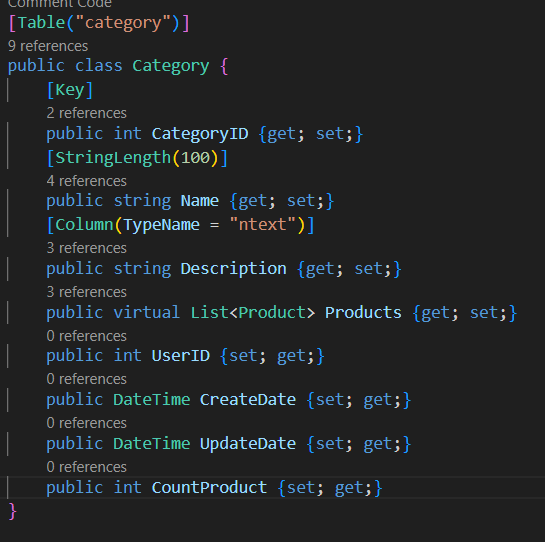 Comment Code
[Table("category")]
9 references
public class Category {
[Key]
2 references
public int CategoryID {get; set;}
[StringLength(100)]
4 references
public string Name {get; set;}
[Column(TypeName = "ntext")]
3 references
public string Description {get; set;}
3 references
public virtual List<Product> Products {get; set;}
0 references
public int UserID {set; get;}
0 references
public DateTime CreateDate {set; get;}
0 references
public DateTime UpdateDate {set; get;}
0 references
public int CountProduct {set; get;}
}